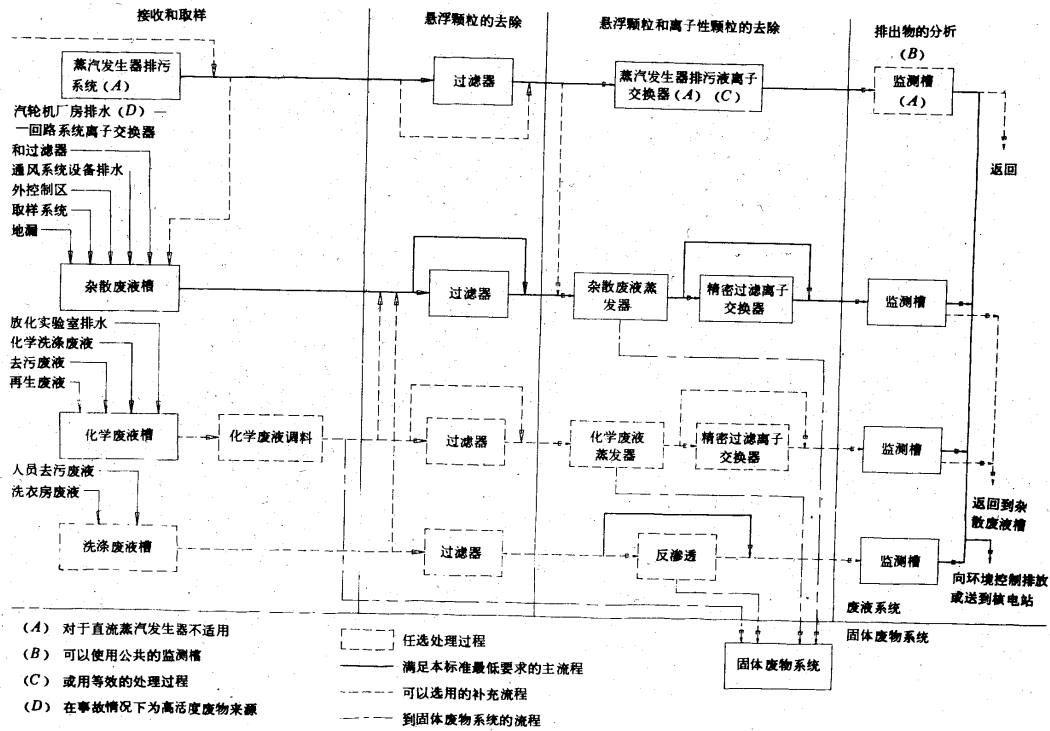 接收和取样
悬浮颗粒的去除
悬浮颗粒和离子性颗粒的去除
排出物的分析
(B)
蒸汽发生器排污
系统(A)
过滤器
蒸汽发生器排污液离子
交换器(A) (C)
监测槽
(A)
返回
汽轮机厂房排水(D)
一回路系统离子交换器
和过滤器
通风系统设备排水
外控制区
取样系统
地漏
杂散废液槽
过滤器
杂散废液蒸
发器
精密过滤离子
交换器
监测槽
放化实验室排水
化学洗涤废液
去污废液
再生废液
化学废液槽
化学废液调料
过滤器
化学废液
蒸发器
精密过滤离子
交换器
监测槽
返回到杂
散废液槽
人员去污废液
洗衣房废液
洗涤废液槽
过滤器
反渗透
监测槽
向环境控制排放
或送到核电站
废液系统
固体废物系统
固体废物系统
(A) 对于直流蒸汽发生器不适用
(B) 可以使用公共的监测槽
(C) 或用等效的处理过程
(D) 在事故情况下为高活度废物来源
任选处理过程
满足本标准最低要求的主流程
可以选用的补充流程
到固体废物系统的流程